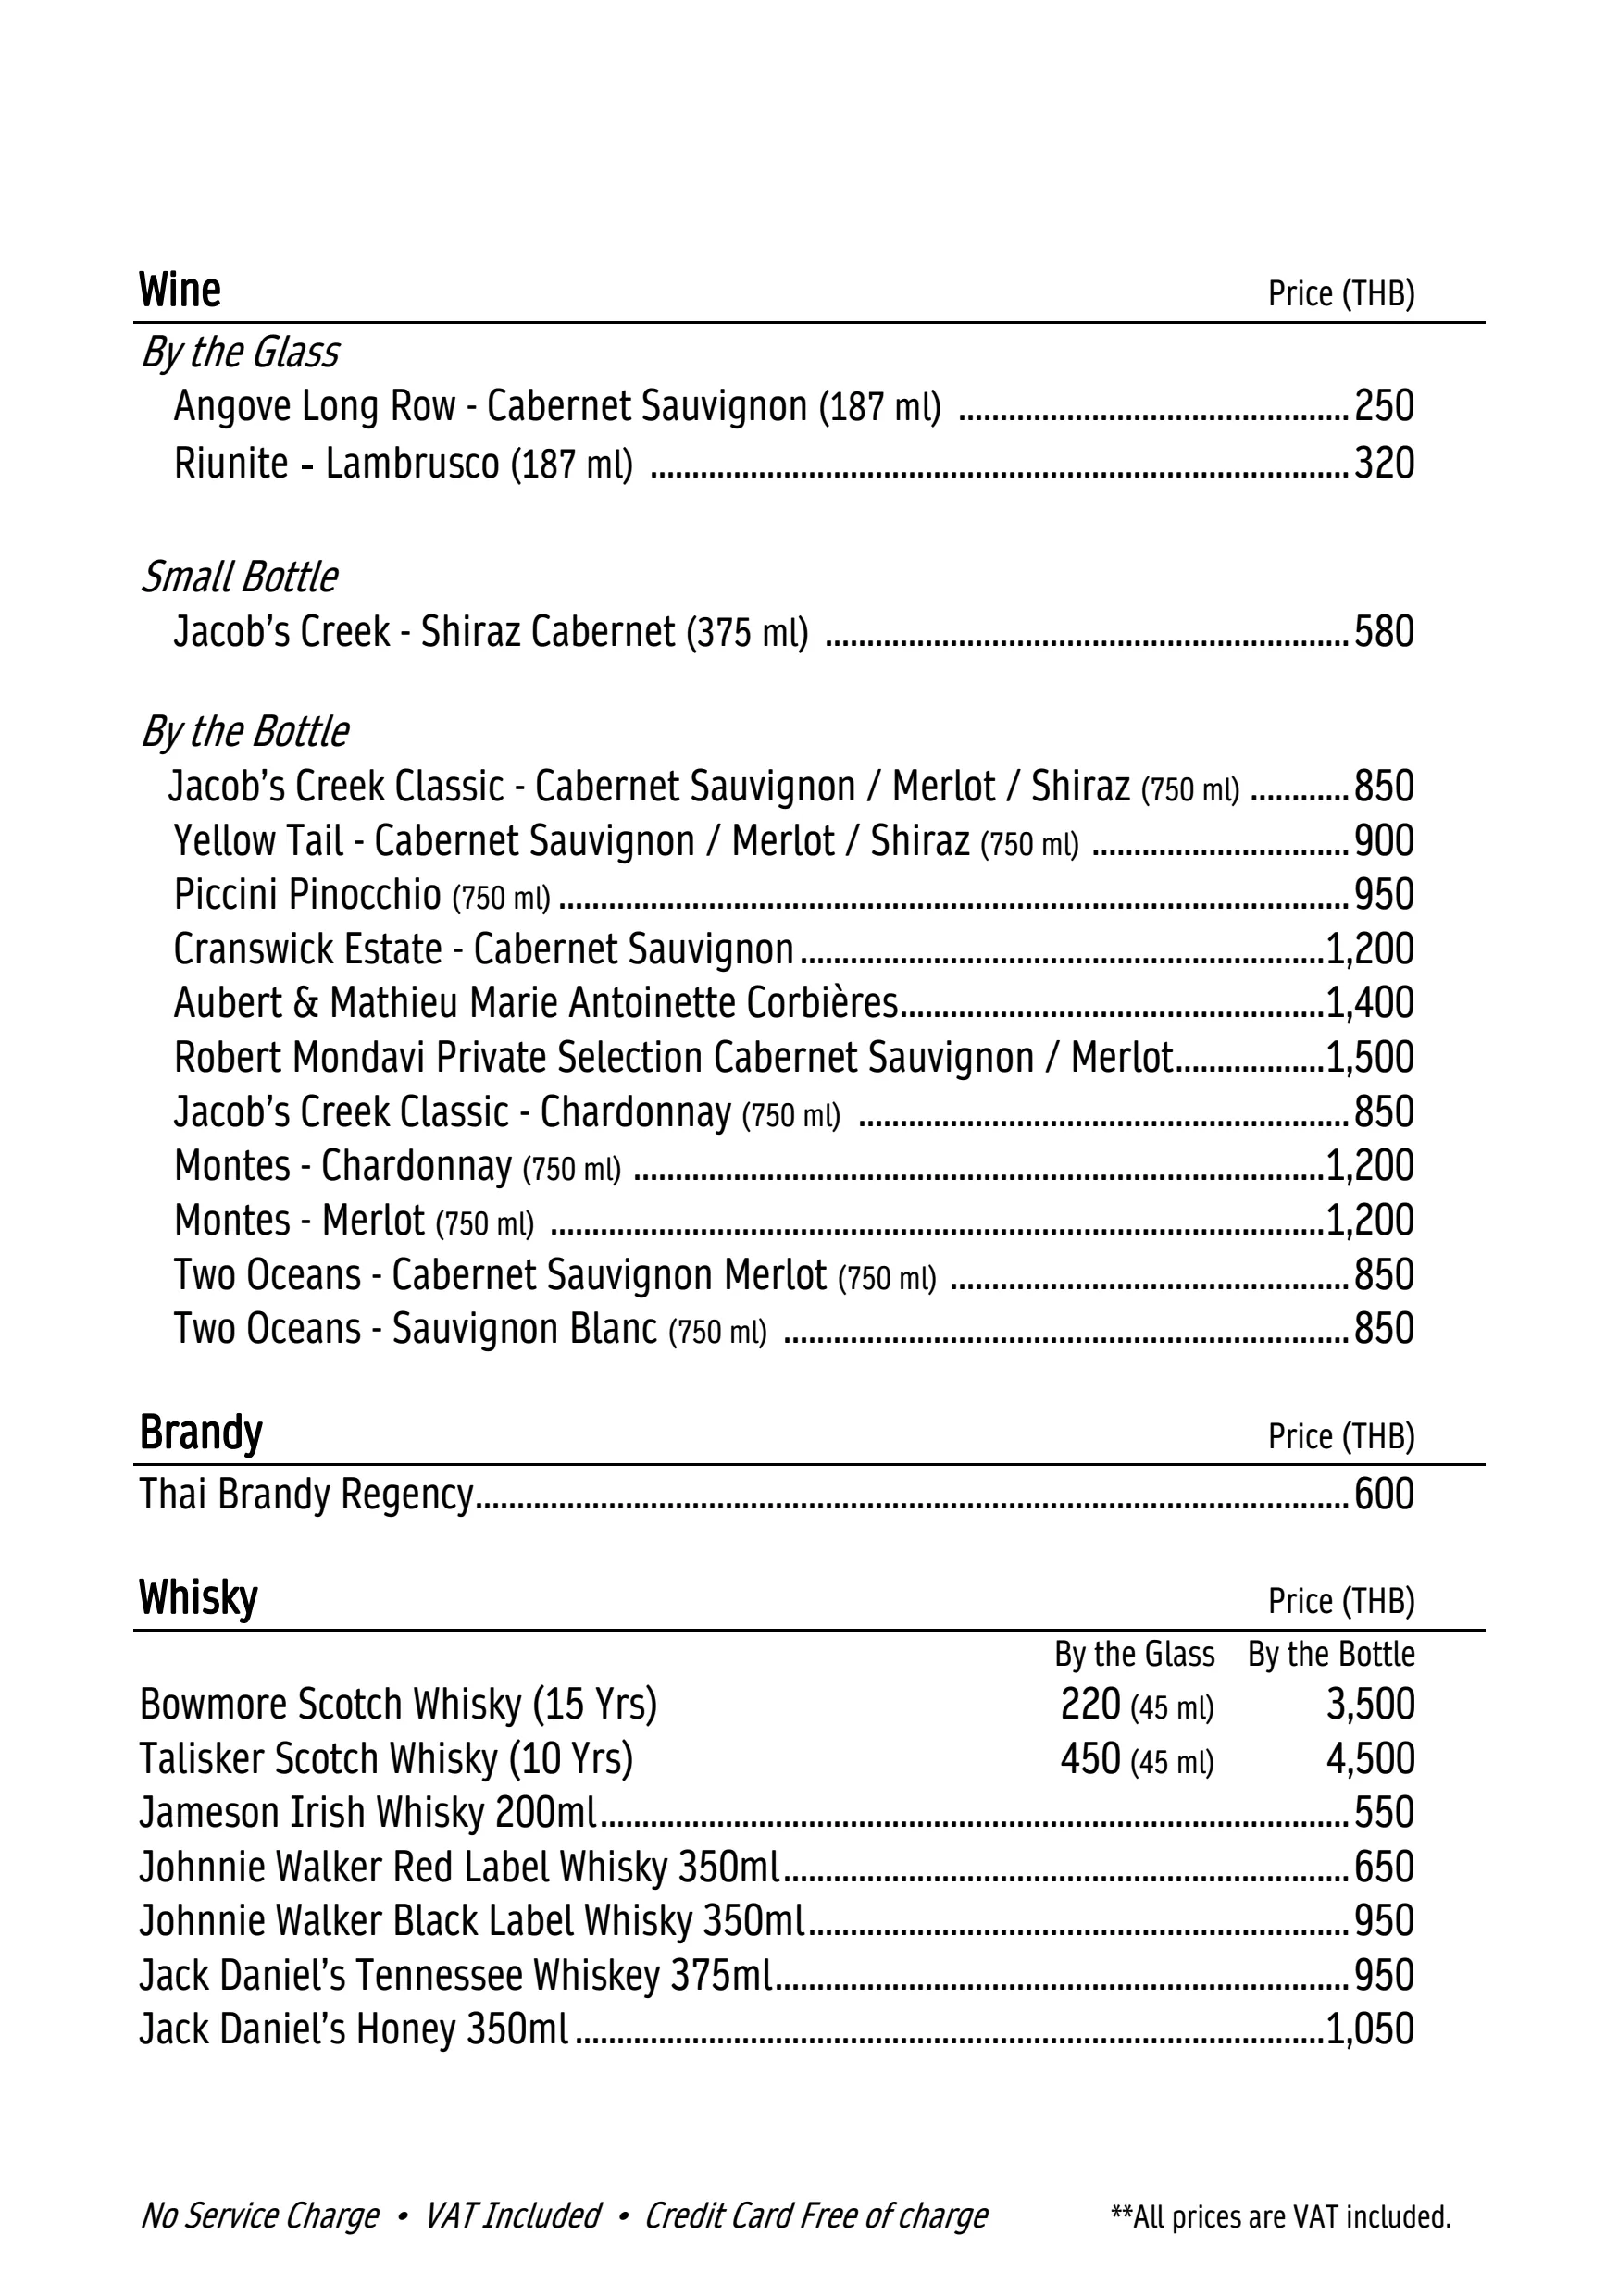 Wine Price (THB)
By the Glass
Angove Long Row - Cabernet Sauvignon (187 ml) ............................................... 250
Riunite - Lambrusco (187 ml) .................................................................................... 320
Small Bottle
Jacob's Creek - Shiraz Cabernet (375 ml) ............................................................... 580
By the Bottle
Jacob's Creek Classic - Cabernet Sauvignon / Merlot / Shiraz (750 ml) ............ 850
Yellow Tail - Cabernet Sauvignon / Merlot / Shiraz (750 ml) ............................... 900
Piccini Pinocchio (750 ml) ............................................................................................... 950
Cranswick Estate - Cabernet Sauvignon ............................................................... 1,200
Aubert & Mathieu Marie Antoinette Corbières................................................... 1,400
Robert Mondavi Private Selection Cabernet Sauvignon / Merlot.................. 1,500
Jacob's Creek Classic - Chardonnay (750 ml) ........................................................... 850
Montes - Chardonnay (750 ml) ................................................................................... 1,200
Montes - Merlot (750 ml) ............................................................................................. 1,200
Two Oceans - Cabernet Sauvignon Merlot (750 ml) ................................................ 850
Two Oceans - Sauvignon Blanc (750 ml) .................................................................... 850
Brandy Price (THB)
Thai Brandy Regency......................................................................................................... 600
Whisky Price (THB)
By the Glass By the Bottle
Bowmore Scotch Whisky (15 Yrs) 220 (45 ml) 3,500
Talisker Scotch Whisky (10 Yrs) 450 (45 ml) 4,500
Jameson Irish Whisky 200ml.......................................................................................... 550
Johnnie Walker Red Label Whisky 350ml.................................................................... 650
Johnnie Walker Black Label Whisky 350ml................................................................. 950
Jack Daniel's Tennessee Whiskey 375ml..................................................................... 950
Jack Daniel's Honey 350ml .......................................................................................... 1,050
No Service Charge • VAT Included • Credit Card Free of charge **All prices are VAT included.